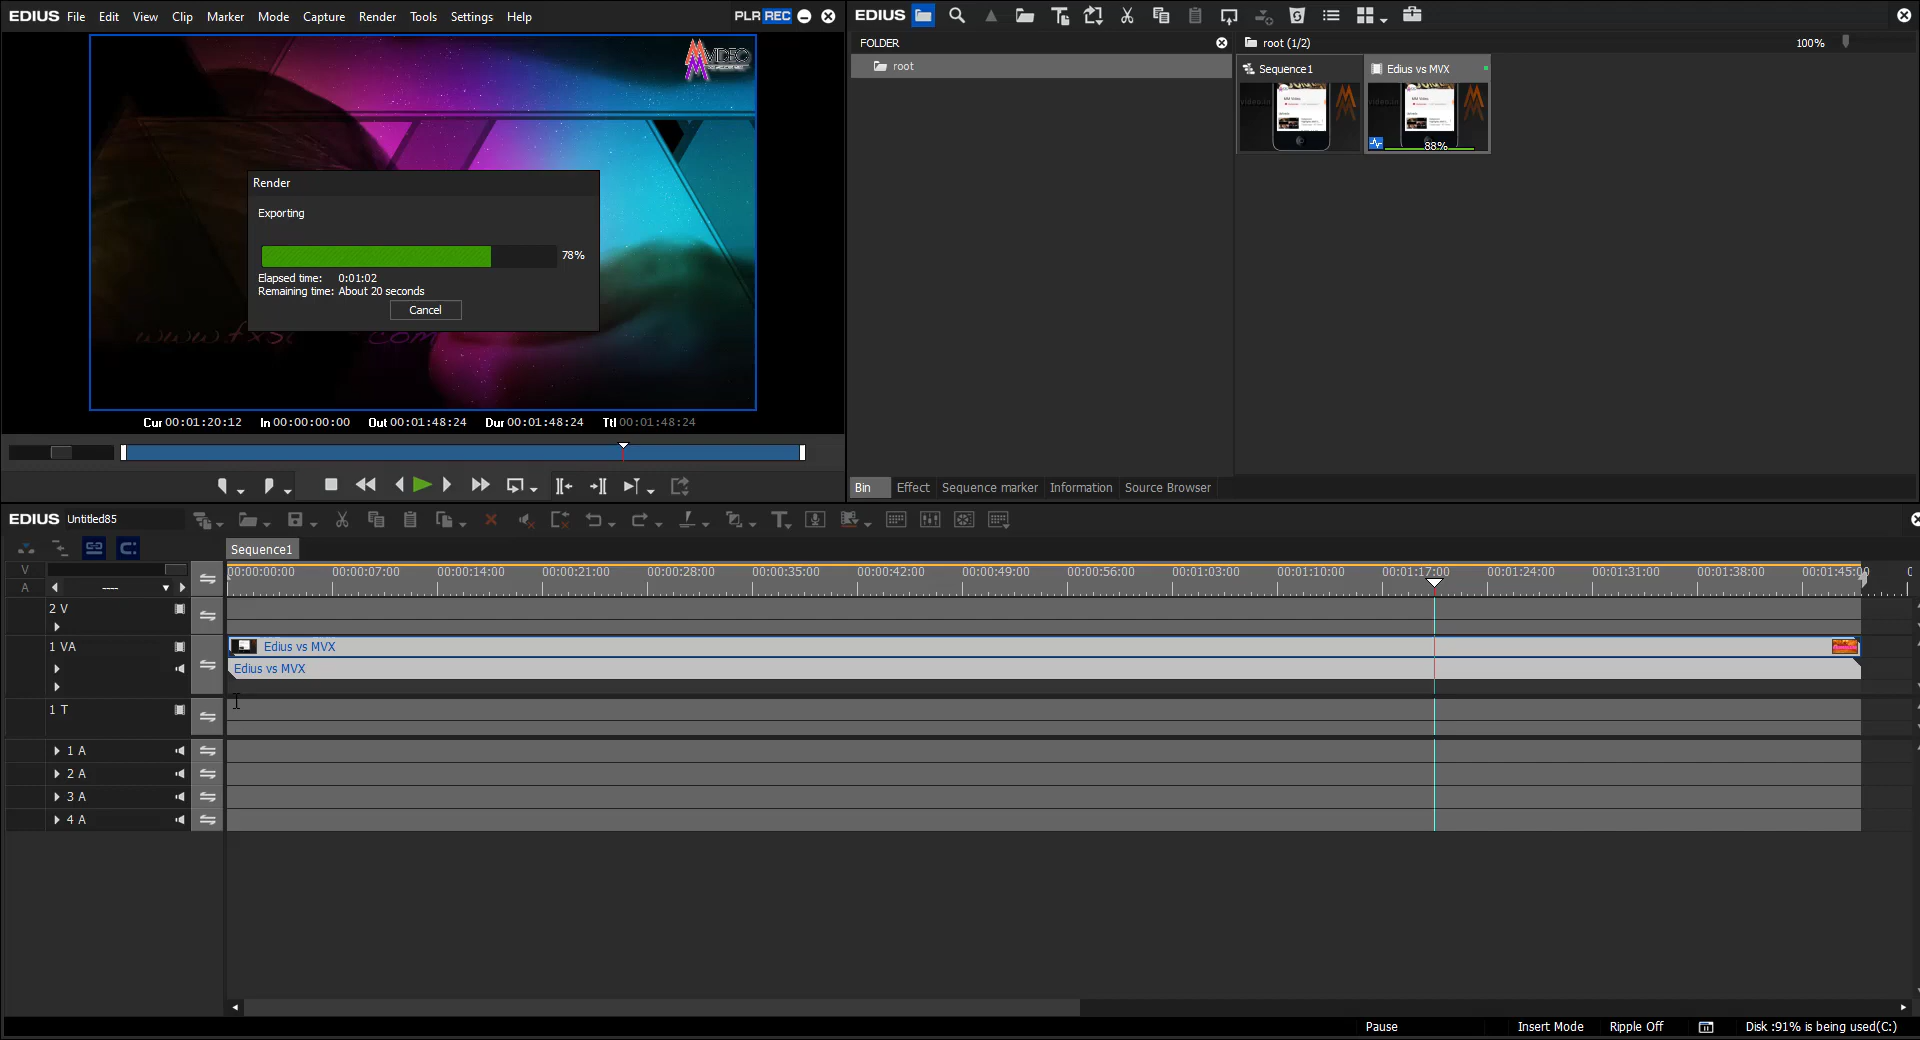 EDIUS File Edit View Clip Marker Mode Capture Render Tools Settings Help PLR REC
VIDEO
Render
Exporting
78%
Elapsed time: 0:01:02
Remaining time: About 20 seconds
Cancel
Cur 00:01:20:12 In 00:00:00:00 Out 00:01:48:24 Dur 00:01:48:24 Ttl 00:01:48:24
EDIUS
FOLDER
root
root (1/2) 100%
Sequence1
Edius vs MVX
88%
Bin Effect Sequence marker Information Source Browser
EDIUS Untitled85
Sequence1
V
A ----
00:00:00:00 00:00:07:00 00:00:14:00 00:00:21:00 00:00:28:00 00:00:35:00 00:00:42:00 00:00:49:00 00:00:56:00 00:01:03:00 00:01:10:00 00:01:17:00 00:01:24:00 00:01:31:00 00:01:38:00 00:01:45:00
2 V
1 VA Edius vs MVX
Edius vs MVX
1 T
1 A
2 A
3 A
4 A
Pause Insert Mode Ripple Off Disk :91% is being used(C:)